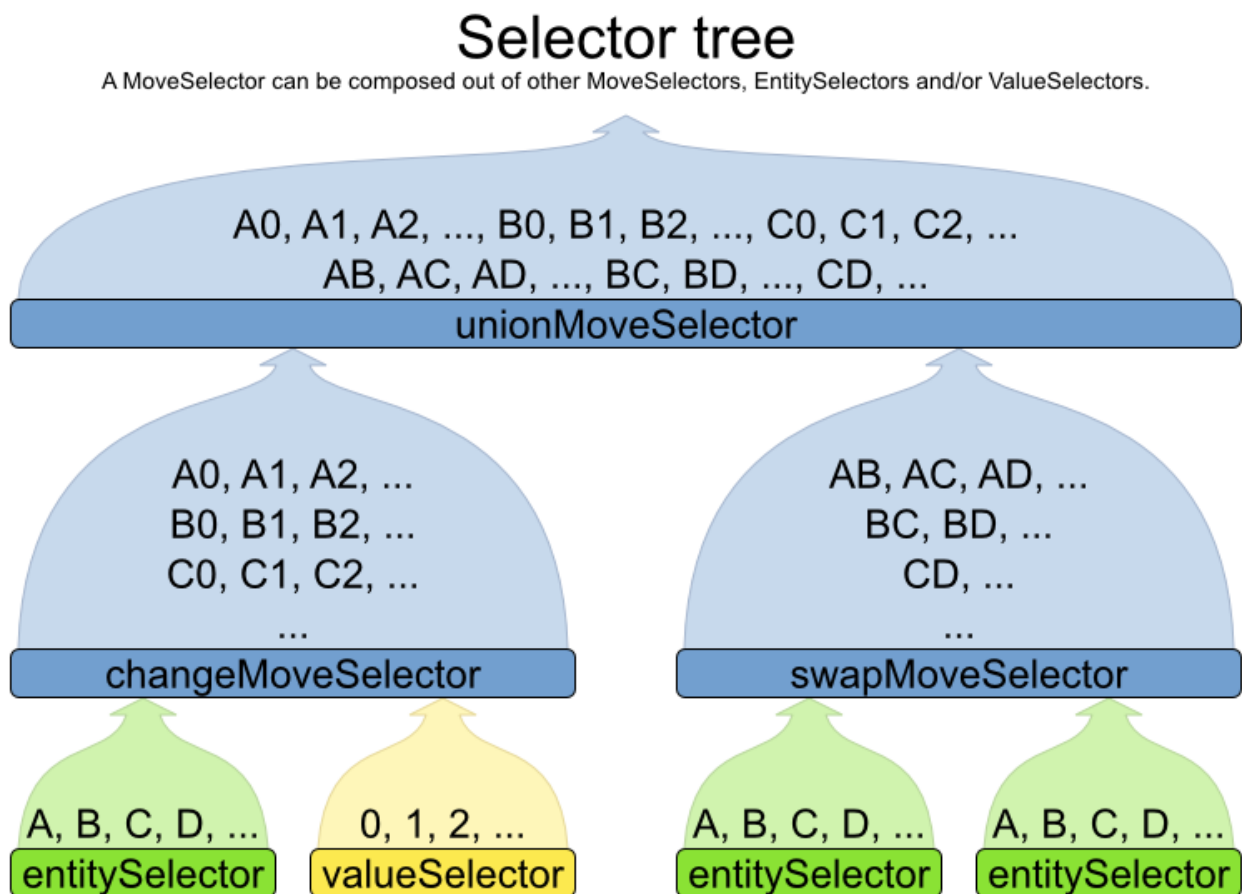 Selector tree
A MoveSelector can be composed out of other MoveSelectors, EntitySelectors and/or ValueSelectors.
A0, A1, A2, ..., B0, B1, B2, ..., C0, C1, C2, ...
AB, AC, AD, ..., BC, BD, ..., CD, ...
unionMoveSelector
A0, A1, A2, ...
B0, B1, B2, ...
C0, C1, C2, ...
...
changeMoveSelector
AB, AC, AD, ...
BC, BD, ...
CD, ...
...
swapMoveSelector
A, B, C, D, ...
entitySelector
0, 1, 2, ...
valueSelector
A, B, C, D, ...
entitySelector
A, B, C, D, ...
entitySelector